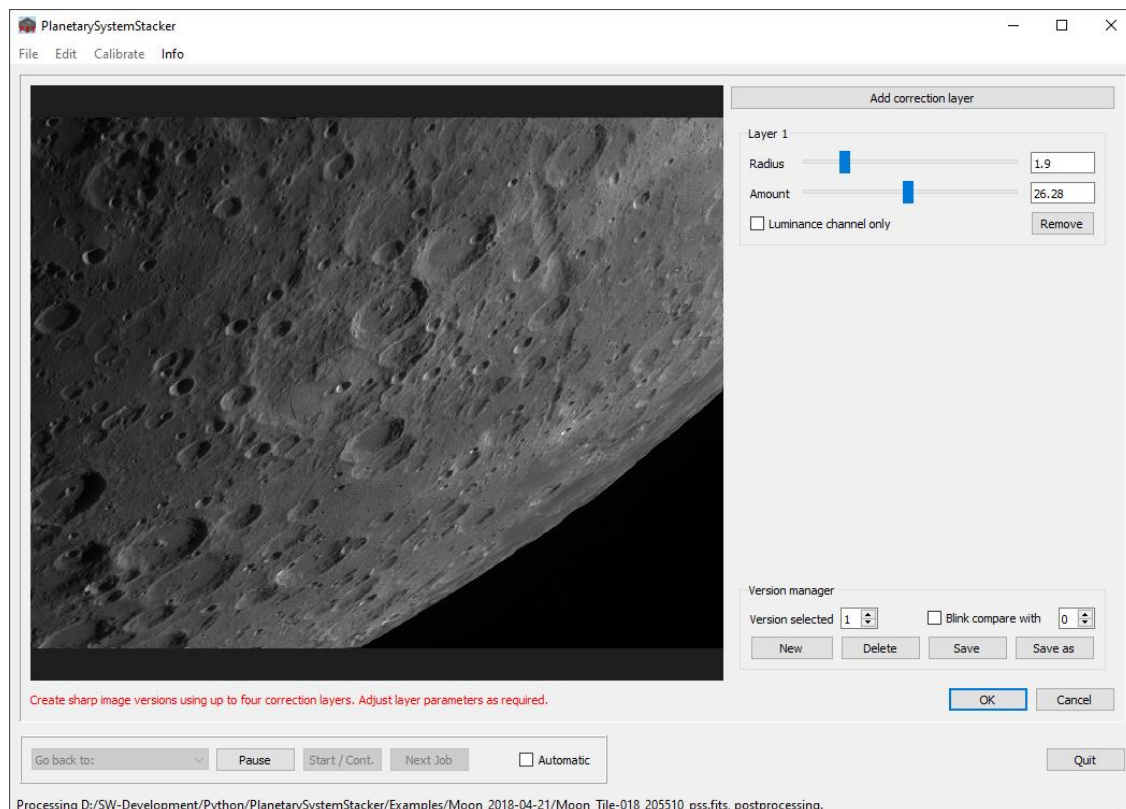 PlanetarySystemStacker
File Edit Calibrate Info
Add correction layer
Layer 1
Radius 1.9
Amount 26.28
Luminance channel only Remove
Version manager
Version selected 1 Blink compare with 0
New Delete Save Save as
Create sharp image versions using up to four correction layers. Adjust layer parameters as required.
OK Cancel
Go back to: Pause Start / Cont. Next Job Automatic Quit
Processing D:/SW-Development/Python/PlanetarySystemStacker/Examples/Moon_2018-04-21/Moon_Tile-018_205510_pss.fits, postprocessing.